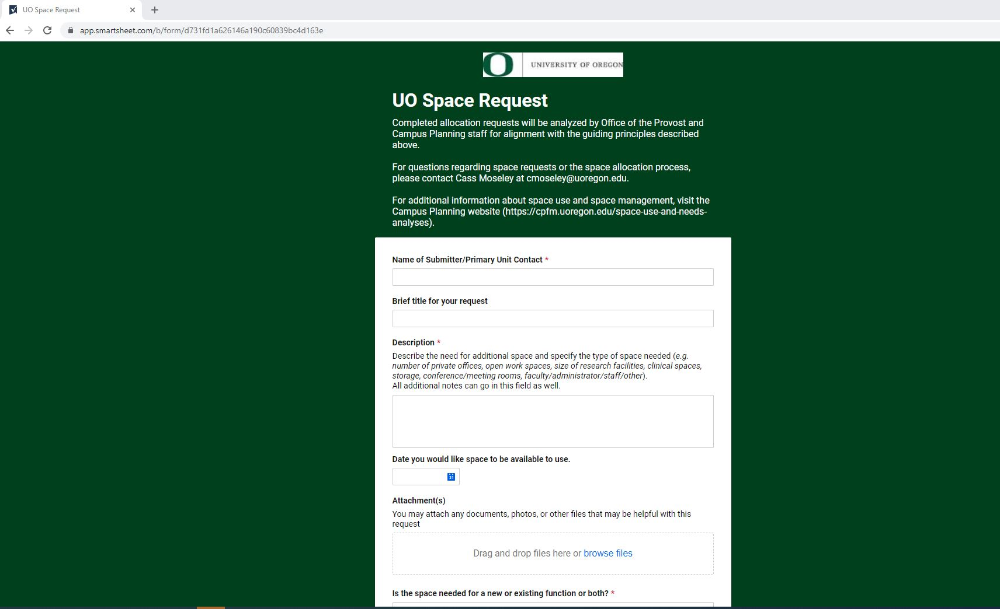 UO Space Request
app.smartsheet.com/b/form/d731fd1a626146a190c60839bc4d163e
UNIVERSITY OF OREGON
UO Space Request
Completed allocation requests will be analyzed by Office of the Provost and
Campus Planning staff for alignment with the guiding principles described
above.
For questions regarding space requests or the space allocation process,
please contact Cass Moseley at cmoseley@uoregon.edu.
For additional information about space use and space management, visit the
Campus Planning website (https://cpfm.uoregon.edu/space-use-and-needs-
analyses).
Name of Submitter/Primary Unit Contact *
Brief title for your request
Description *
Describe the need for additional space and specify the type of space needed (e.g.
number of private offices, open work spaces, size of research facilities, clinical spaces,
storage, conference/meeting rooms, faculty/administrator/staff/other).
All additional notes can go in this field as well.
Date you would like space to be available to use.
31
Attachment(s)
You may attach any documents, photos, or other files that may be helpful with this
request
Drag and drop files here or browse files
Is the space needed for a new or existing function or both? *